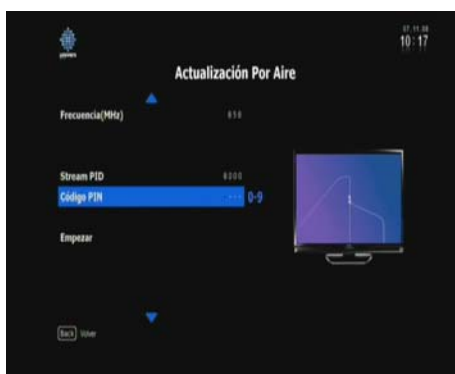 10:17
Actualización Por Aire
Frecuencia(MHz)
Stream PID
Código PIN --- 0-9
Empezar
Back Volver